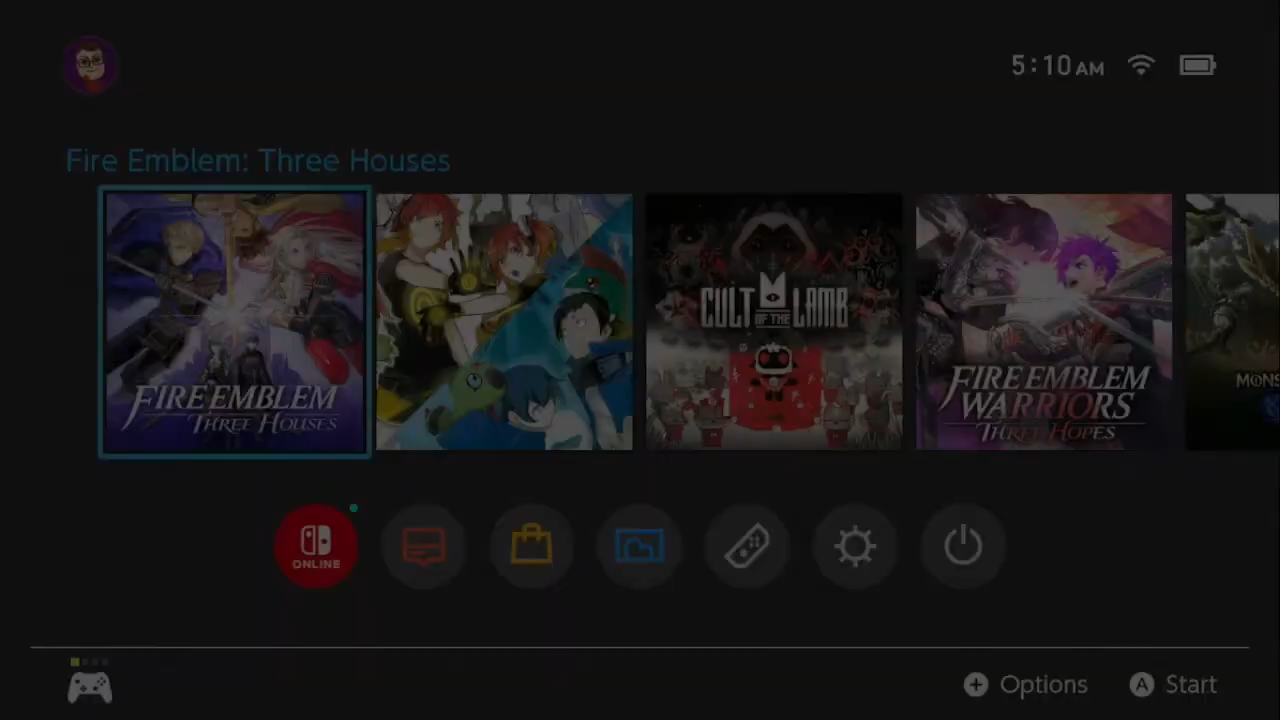 5:10 AM
Fire Emblem: Three Houses
FIRE EMBLEM
THREE HOUSES
CULT
OF THE
LAMB
FIRE EMBLEM
WARRIORS
THREE HOPES
ONLINE
Options
A Start